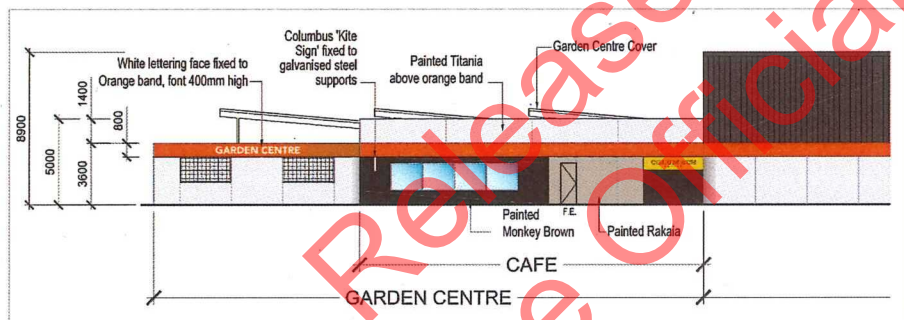 Columbus 'Kite
Sign' fixed to
galvanised steel
supports
White lettering face fixed to
Orange band, font 400mm high
Painted Titania
above orange band
Garden Centre Cover
8900
5000
1400
3600
800
GARDEN CENTRE
F.E.
Painted
Monkey Brown
Painted Rakaia
CAFE
GARDEN CENTRE
Release
Official